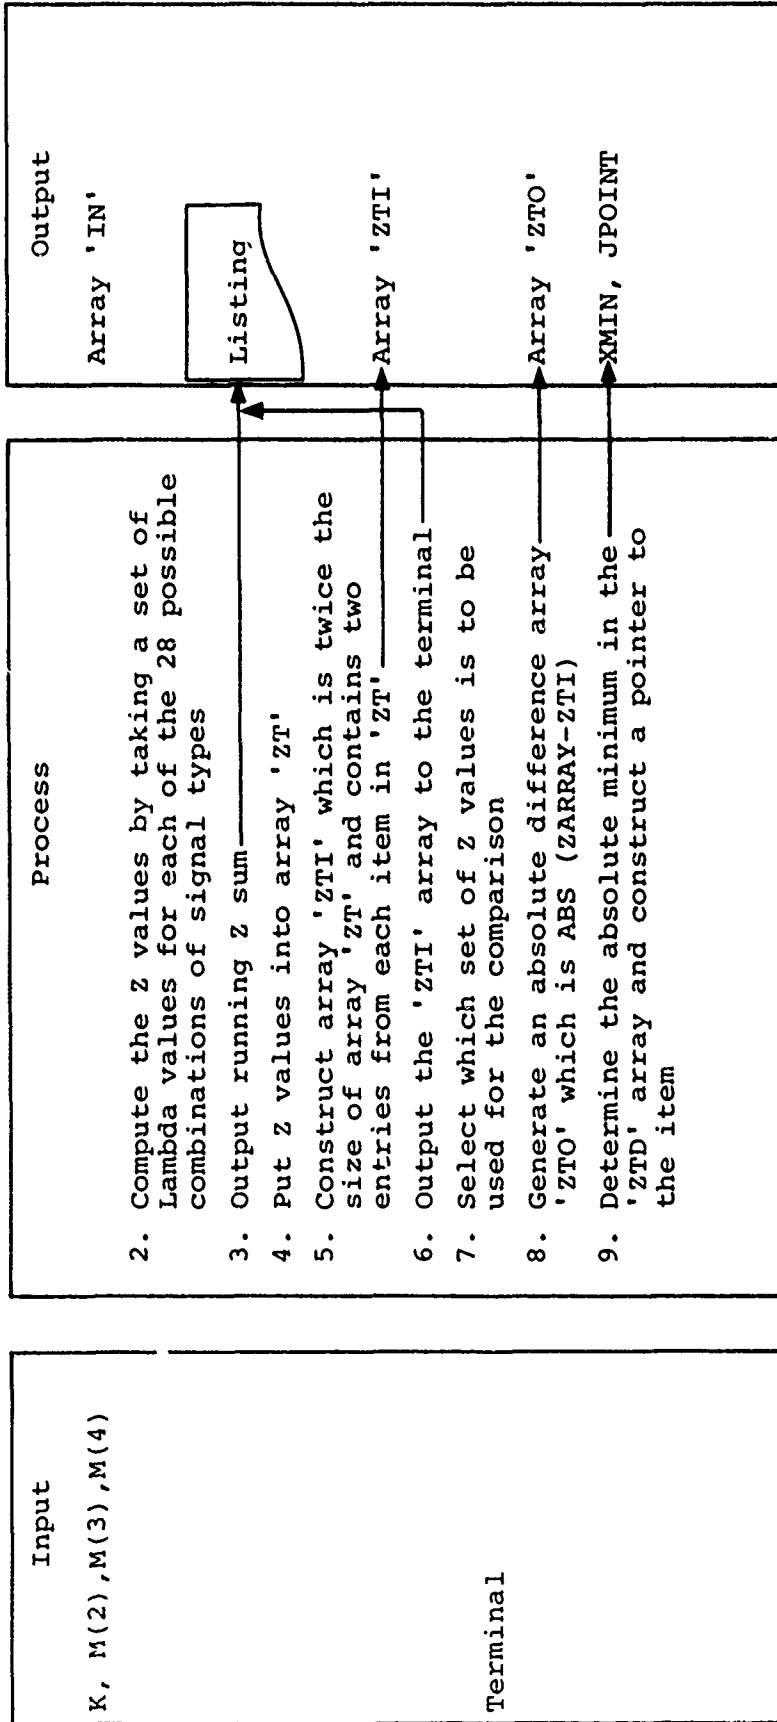 Input
K, M(2),M(3),M(4)
Terminal
Process
2. Compute the Z values by taking a set of
Lambda values for each of the 28 possible
combinations of signal types
3. Output running Z sum
4. Put Z values into array 'ZT'
5. Construct array 'ZTI' which is twice the
size of array 'ZT' and contains two
entries from each item in 'ZT'
6. Output the 'ZTI' array to the terminal
7. Select which set of Z values is to be
used for the comparison
8. Generate an absolute difference array
'ZTO' which is ABS (ZARRAY-ZTI)
9. Determine the absolute minimum in the
'ZTD' array and construct a pointer to
the item
Output
Array 'IN'
Listing
Array 'ZTI'
Array 'ZTO'
XMIN, JPOINT